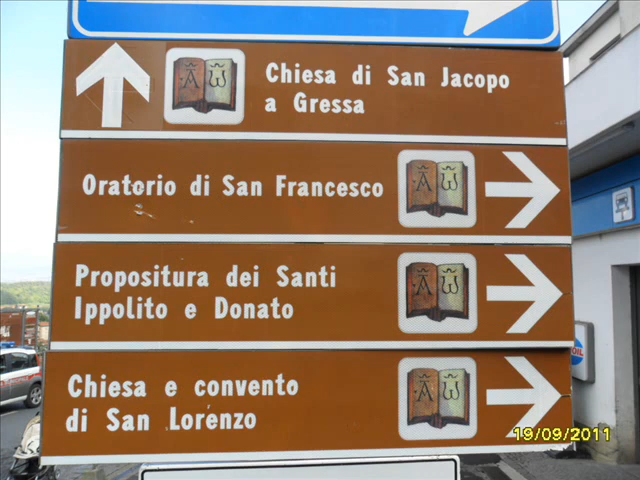 Chiesa di San Jacopo
a Gressa
Oratorio di San Francesco
Propositura dei Santi
Ippolito e Donato
Chiesa e convento
di San Lorenzo
19/09/2011